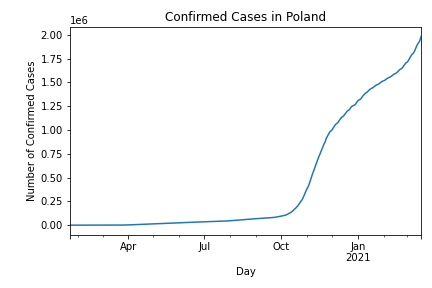 Confirmed Cases in Poland
1e6
2.00
1.75
1.50
1.25
1.00
0.75
0.50
0.25
0.00
Number of Confirmed Cases
Apr Jul Oct Jan
2021
Day